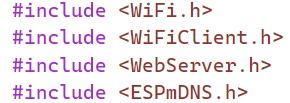 #include <WiFi.h>
#include <WiFiClient.h>
#include <WebServer.h>
#include <ESPmDNS.h>